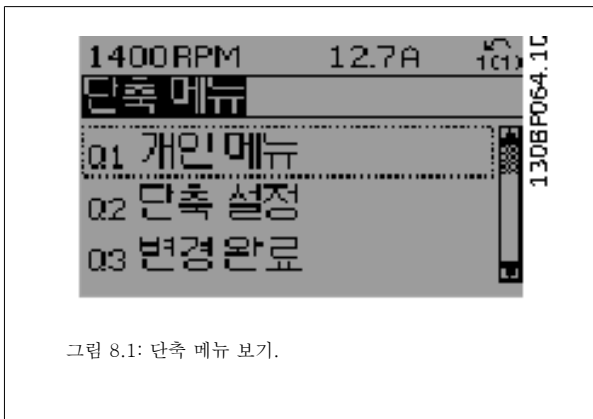 1400 RPM 12.7A 1(1)
단축 메뉴
Q1 개인 메뉴
Q2 단축 설정
Q3 변경 완료
130BP064.10
그림 8.1: 단축 메뉴 보기.